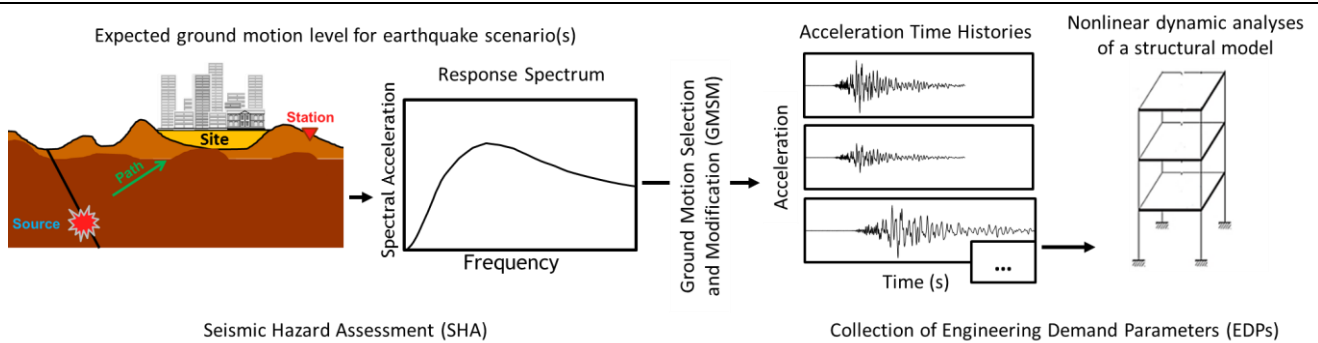 Expected ground motion level for earthquake scenario(s)
Station
Site
Path
Source
Response Spectrum
Spectral Acceleration
Frequency
Ground Motion Selection
and Modification (GMSM)
Acceleration Time Histories
Acceleration
Time (s)
...
Nonlinear dynamic analyses
of a structural model
Seismic Hazard Assessment (SHA)
Collection of Engineering Demand Parameters (EDPs)